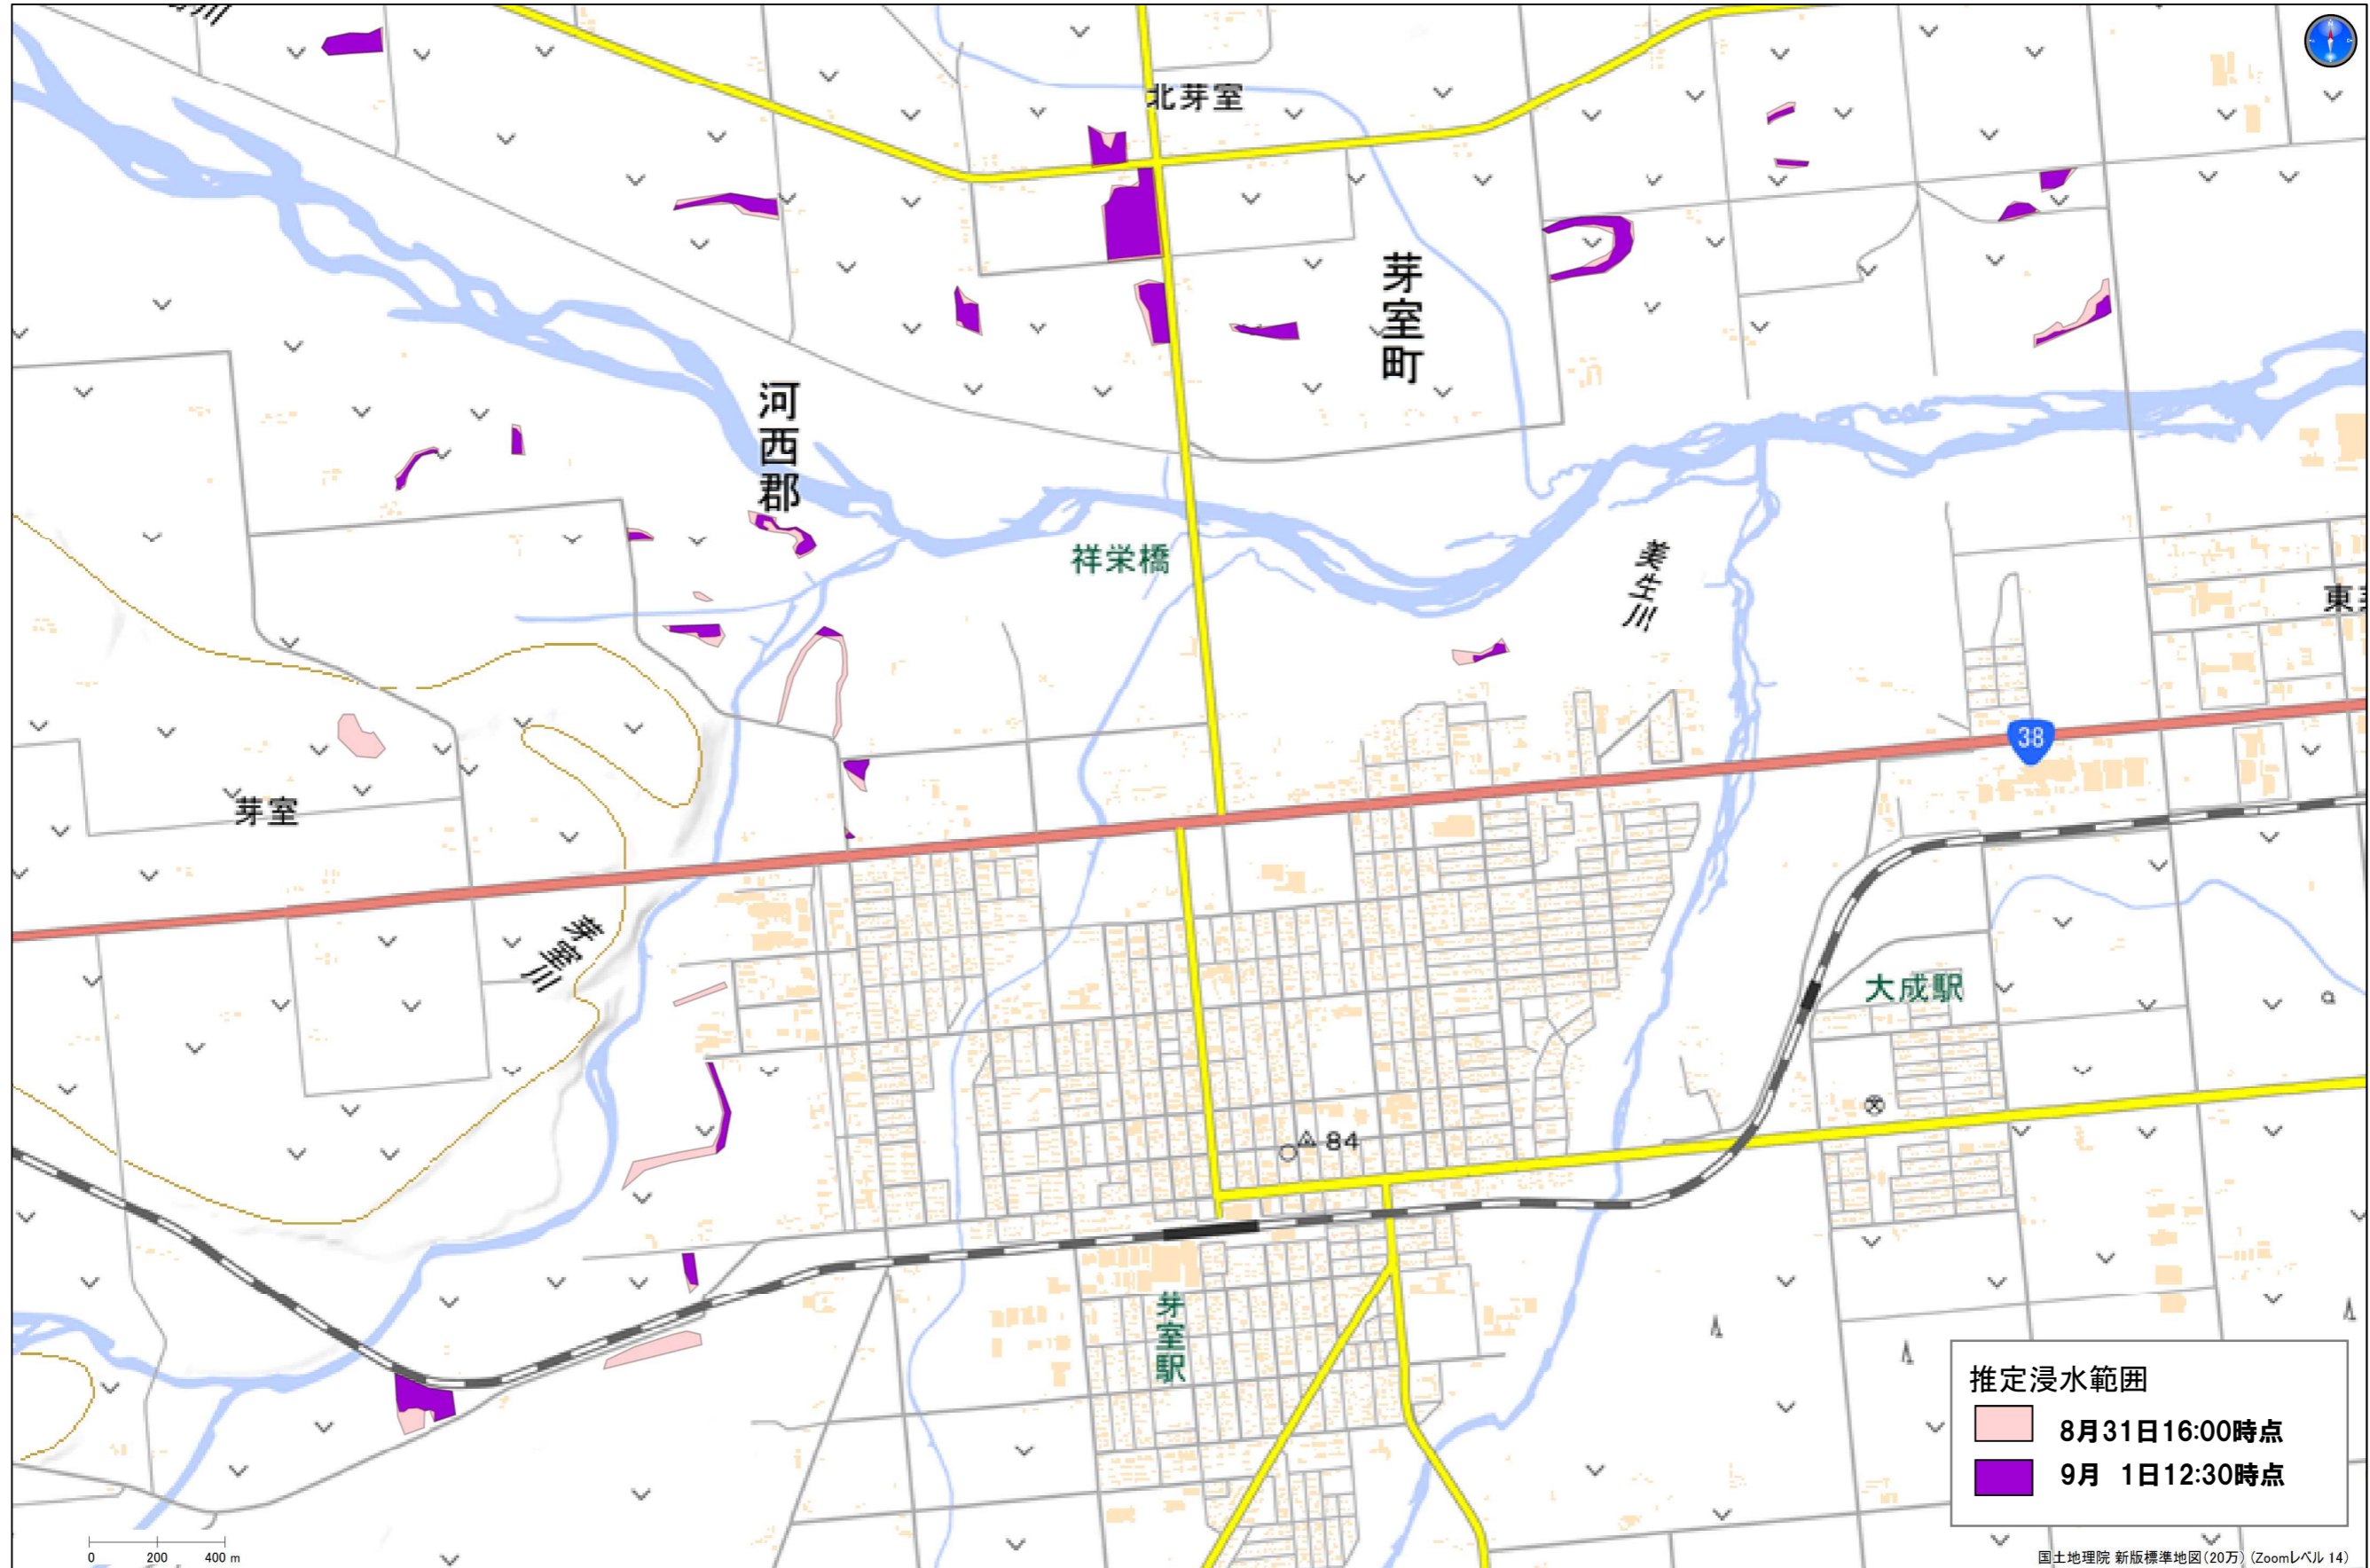 北芽室
芽室町
河西郡
祥栄橋
美生川
38
芽室
芽室川
大成駅
84
芽室駅
推定浸水範囲
8月31日16:00時点
9月 1日12:30時点
0 200 400 m
国土地理院 新版標準地図(20万) (Zoomレベル 14)